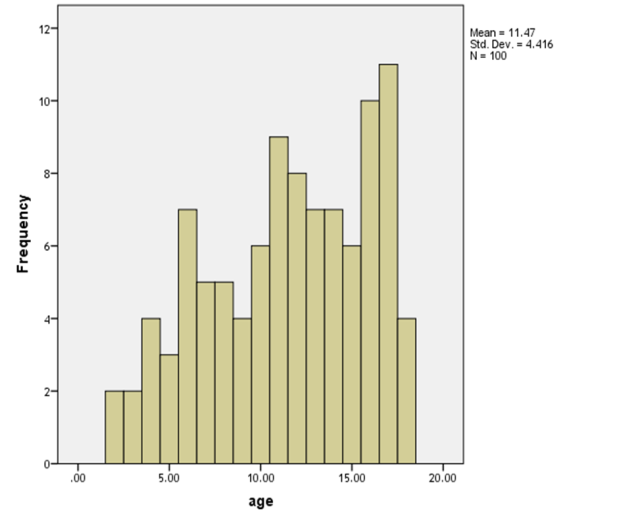 Mean = 11.47
Std. Dev. = 4.416
N = 100
Frequency
12
10
8
6
4
2
0
.00 5.00 10.00 15.00 20.00
age